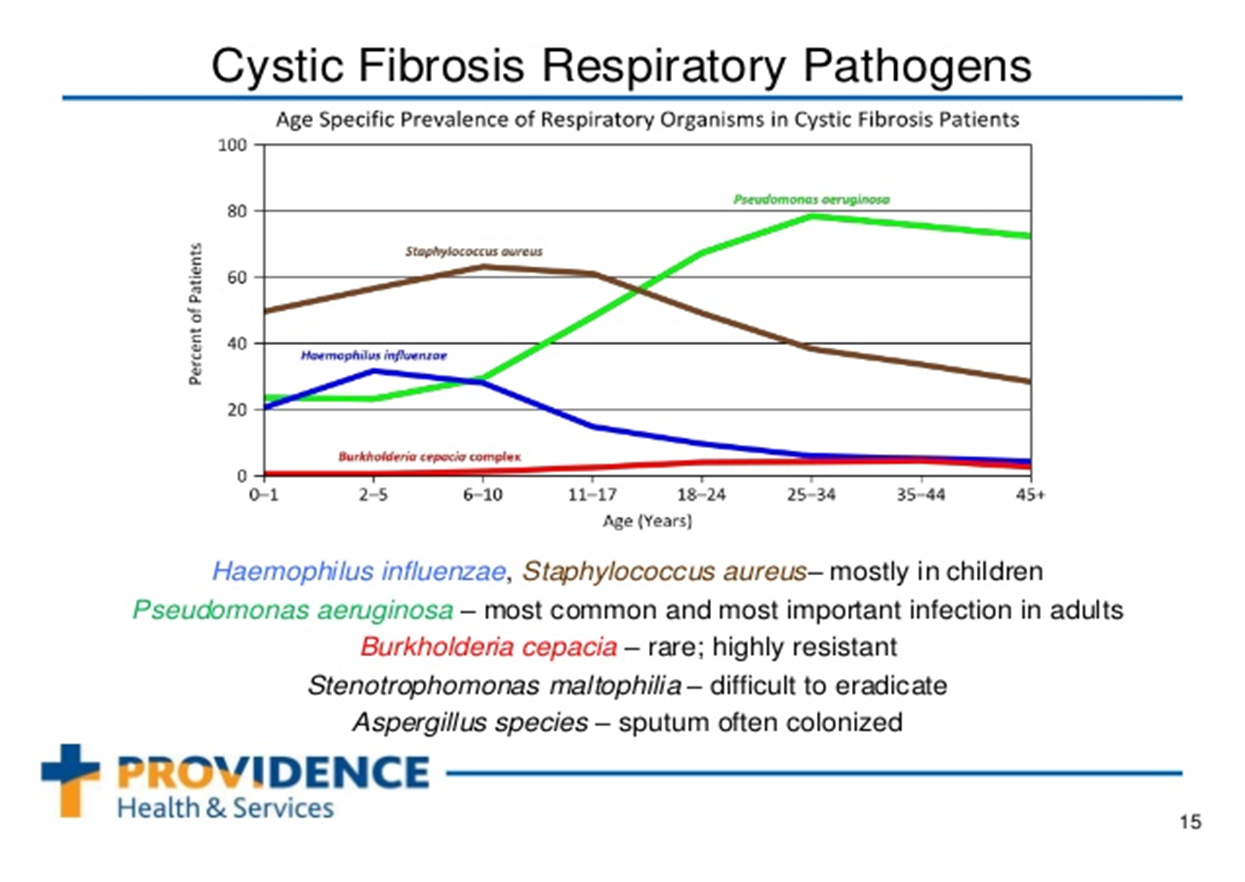 Cystic Fibrosis Respiratory Pathogens
Age Specific Prevalence of Respiratory Organisms in Cystic Fibrosis Patients
100
80
60
40
20
0
Percent of Patients
Pseudomonas aeruginosa
Staphylococcus aureus
Haemophilus influenzae
Burkholderia cepacia complex
0–1 2–5 6–10 11–17 18–24 25–34 35–44 45+
Age (Years)
Haemophilus influenzae, Staphylococcus aureus– mostly in children
Pseudomonas aeruginosa – most common and most important infection in adults
Burkholderia cepacia – rare; highly resistant
Stenotrophomonas maltophilia – difficult to eradicate
Aspergillus species – sputum often colonized
PROVIDENCE
Health & Services
15